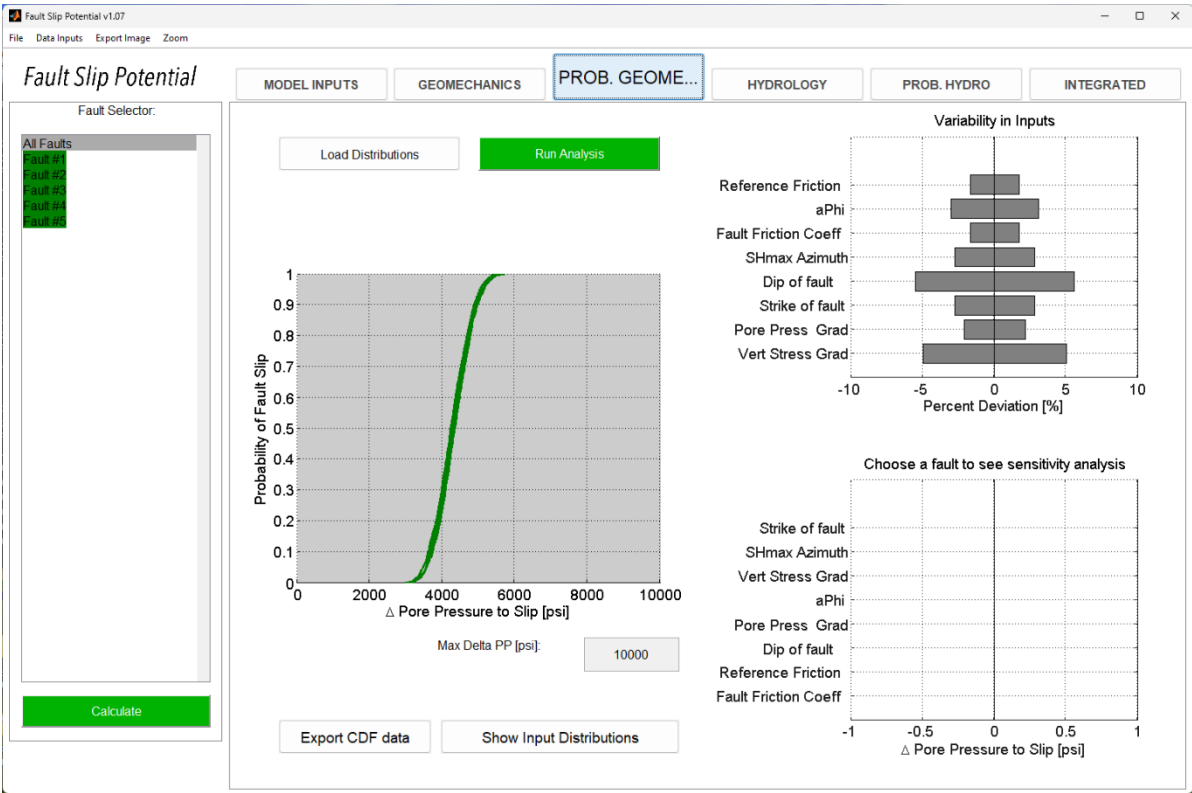 Fault Slip Potential v1.07
File Data Inputs Export Image Zoom
Fault Slip Potential
MODEL INPUTS
GEOMECHANICS
PROB. GEOME...
HYDROLOGY
PROB. HYDRO
INTEGRATED
Fault Selector:
All Faults
Fault #1
Fault #2
Fault #3
Fault #4
Fault #5
Calculate
Load Distributions
Run Analysis
Probability of Fault Slip
1
0.9
0.8
0.7
0.6
0.5
0.4
0.3
0.2
0.1
0
0 2000 4000 6000 8000 10000
Δ Pore Pressure to Slip [psi]
Max Delta PP [psi]:
10000
Export CDF data
Show Input Distributions
Variability in Inputs
Reference Friction
aPhi
Fault Friction Coeff
SHmax Azimuth
Dip of fault
Strike of fault
Pore Press Grad
Vert Stress Grad
-10 -5 0 5 10
Percent Deviation [%]
Choose a fault to see sensitivity analysis
Strike of fault
SHmax Azimuth
Vert Stress Grad
aPhi
Pore Press Grad
Dip of fault
Reference Friction
Fault Friction Coeff
-1 -0.5 0 0.5 1
Δ Pore Pressure to Slip [psi]